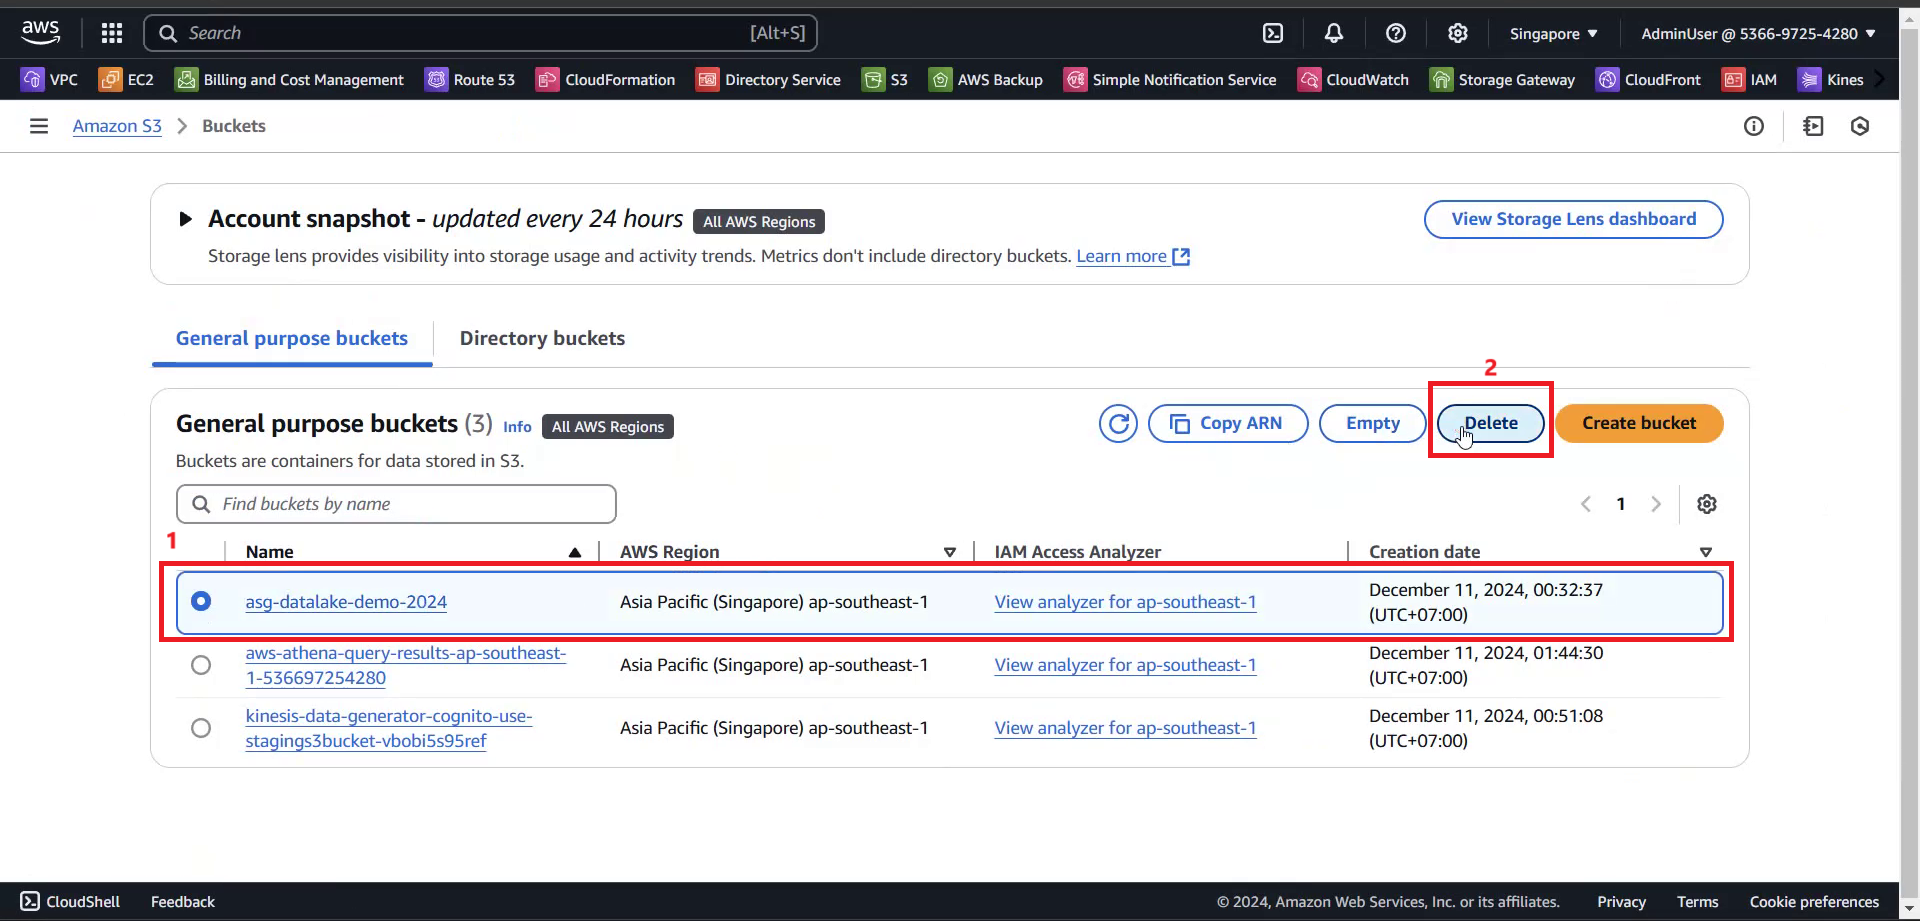 aws
Search [Alt+S]
Singapore ▼
AdminUser @ 5366-9725-4280 ▼
VPC EC2 Billing and Cost Management Route 53 CloudFormation Directory Service S3 AWS Backup Simple Notification Service CloudWatch Storage Gateway CloudFront IAM Kines
Amazon S3 > Buckets
Account snapshot - updated every 24 hours All AWS Regions
View Storage Lens dashboard
Storage lens provides visibility into storage usage and activity trends. Metrics don't include directory buckets. Learn more
General purpose buckets Directory buckets
2
General purpose buckets (3) Info All AWS Regions
Copy ARN Empty Delete Create bucket
Buckets are containers for data stored in S3.
Find buckets by name
1
1
Name AWS Region IAM Access Analyzer Creation date
asg-datalake-demo-2024 Asia Pacific (Singapore) ap-southeast-1 View analyzer for ap-southeast-1 December 11, 2024, 00:32:37
(UTC+07:00)
aws-athena-query-results-ap-southeast-
1-536697254280
Asia Pacific (Singapore) ap-southeast-1 View analyzer for ap-southeast-1 December 11, 2024, 01:44:30
(UTC+07:00)
kinesis-data-generator-cognito-use-
stagings3bucket-vbobi5s95ref
Asia Pacific (Singapore) ap-southeast-1 View analyzer for ap-southeast-1 December 11, 2024, 00:51:08
(UTC+07:00)
CloudShell Feedback © 2024, Amazon Web Services, Inc. or its affiliates. Privacy Terms Cookie preferences